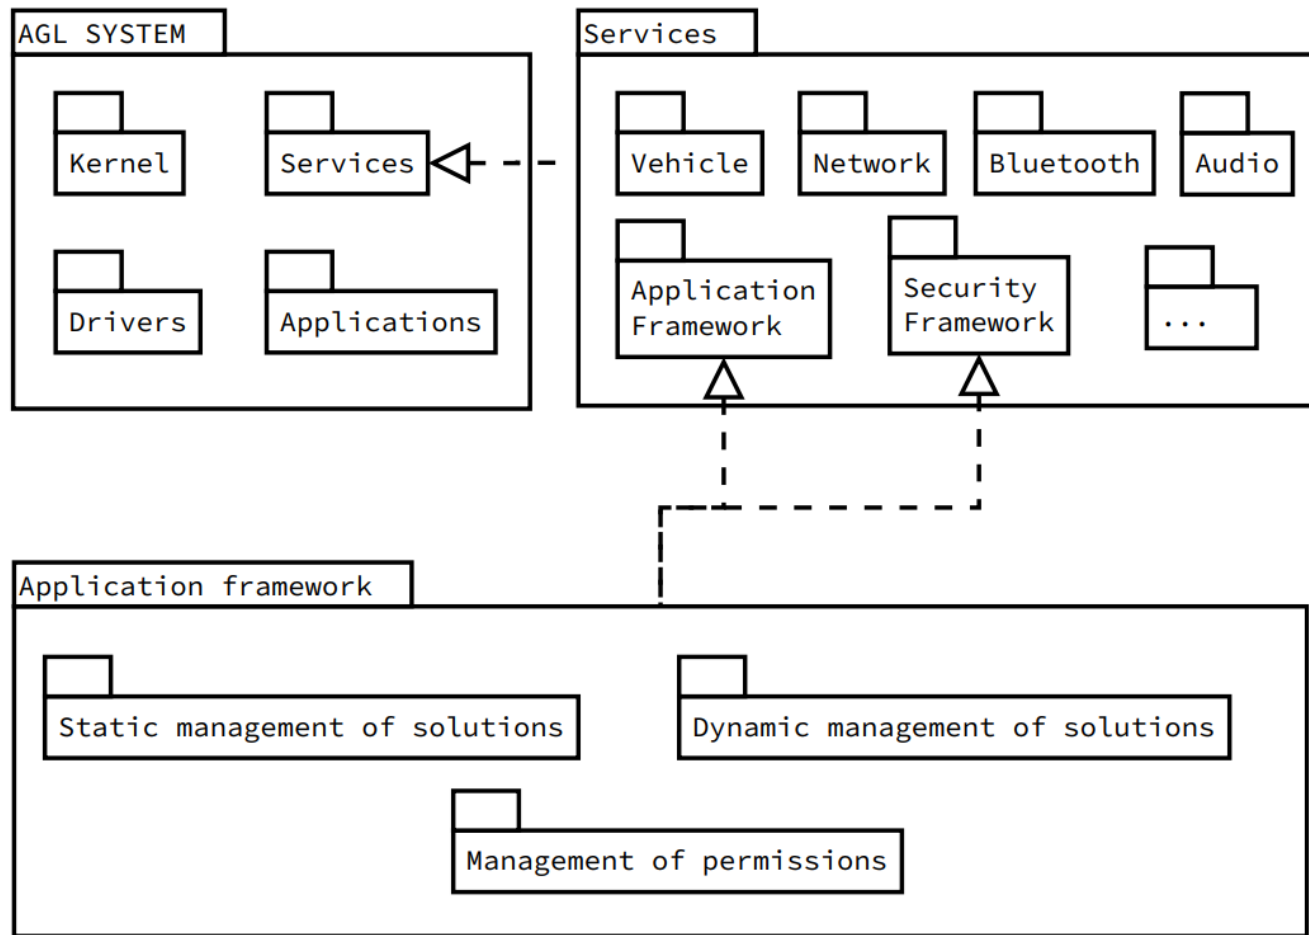 AGL SYSTEM
Kernel
Services
Drivers
Applications
Services
Vehicle
Network
Bluetooth
Audio
Application
Framework
Security
Framework
...
Application framework
Static management of solutions
Dynamic management of solutions
Management of permissions